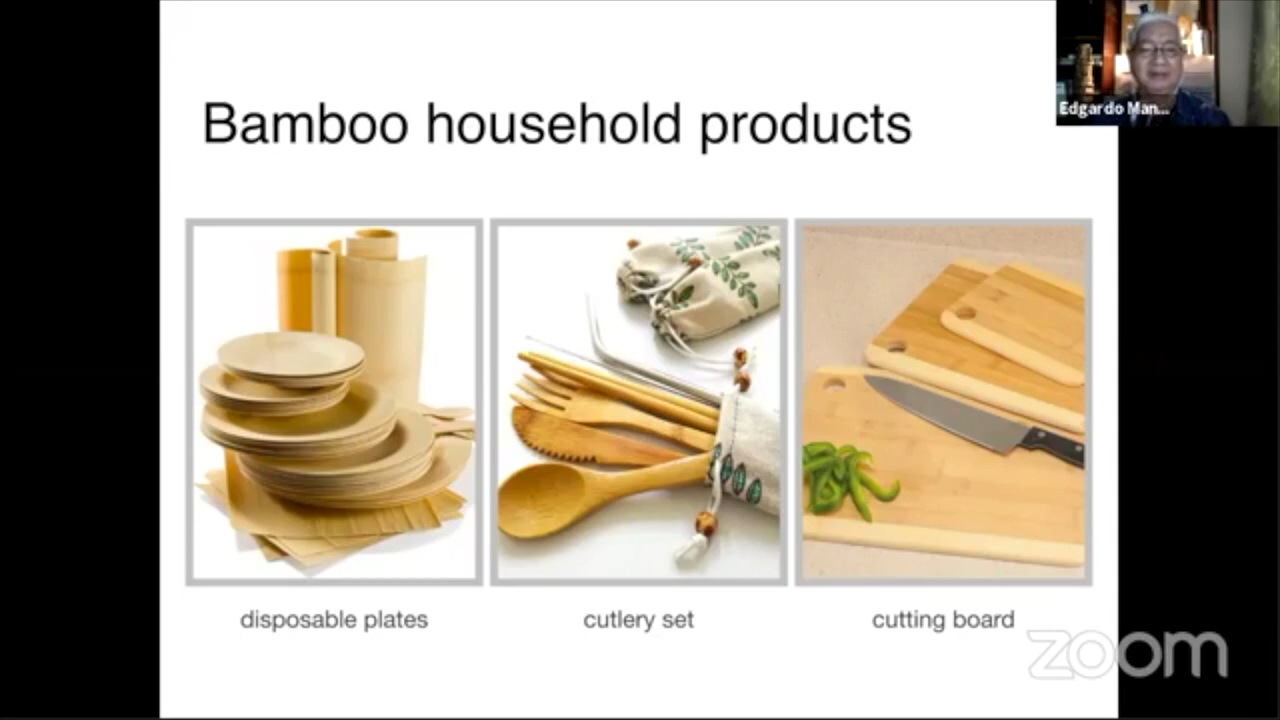 Bamboo household products
Edgardo Man...
disposable plates
cutlery set
cutting board
zoom